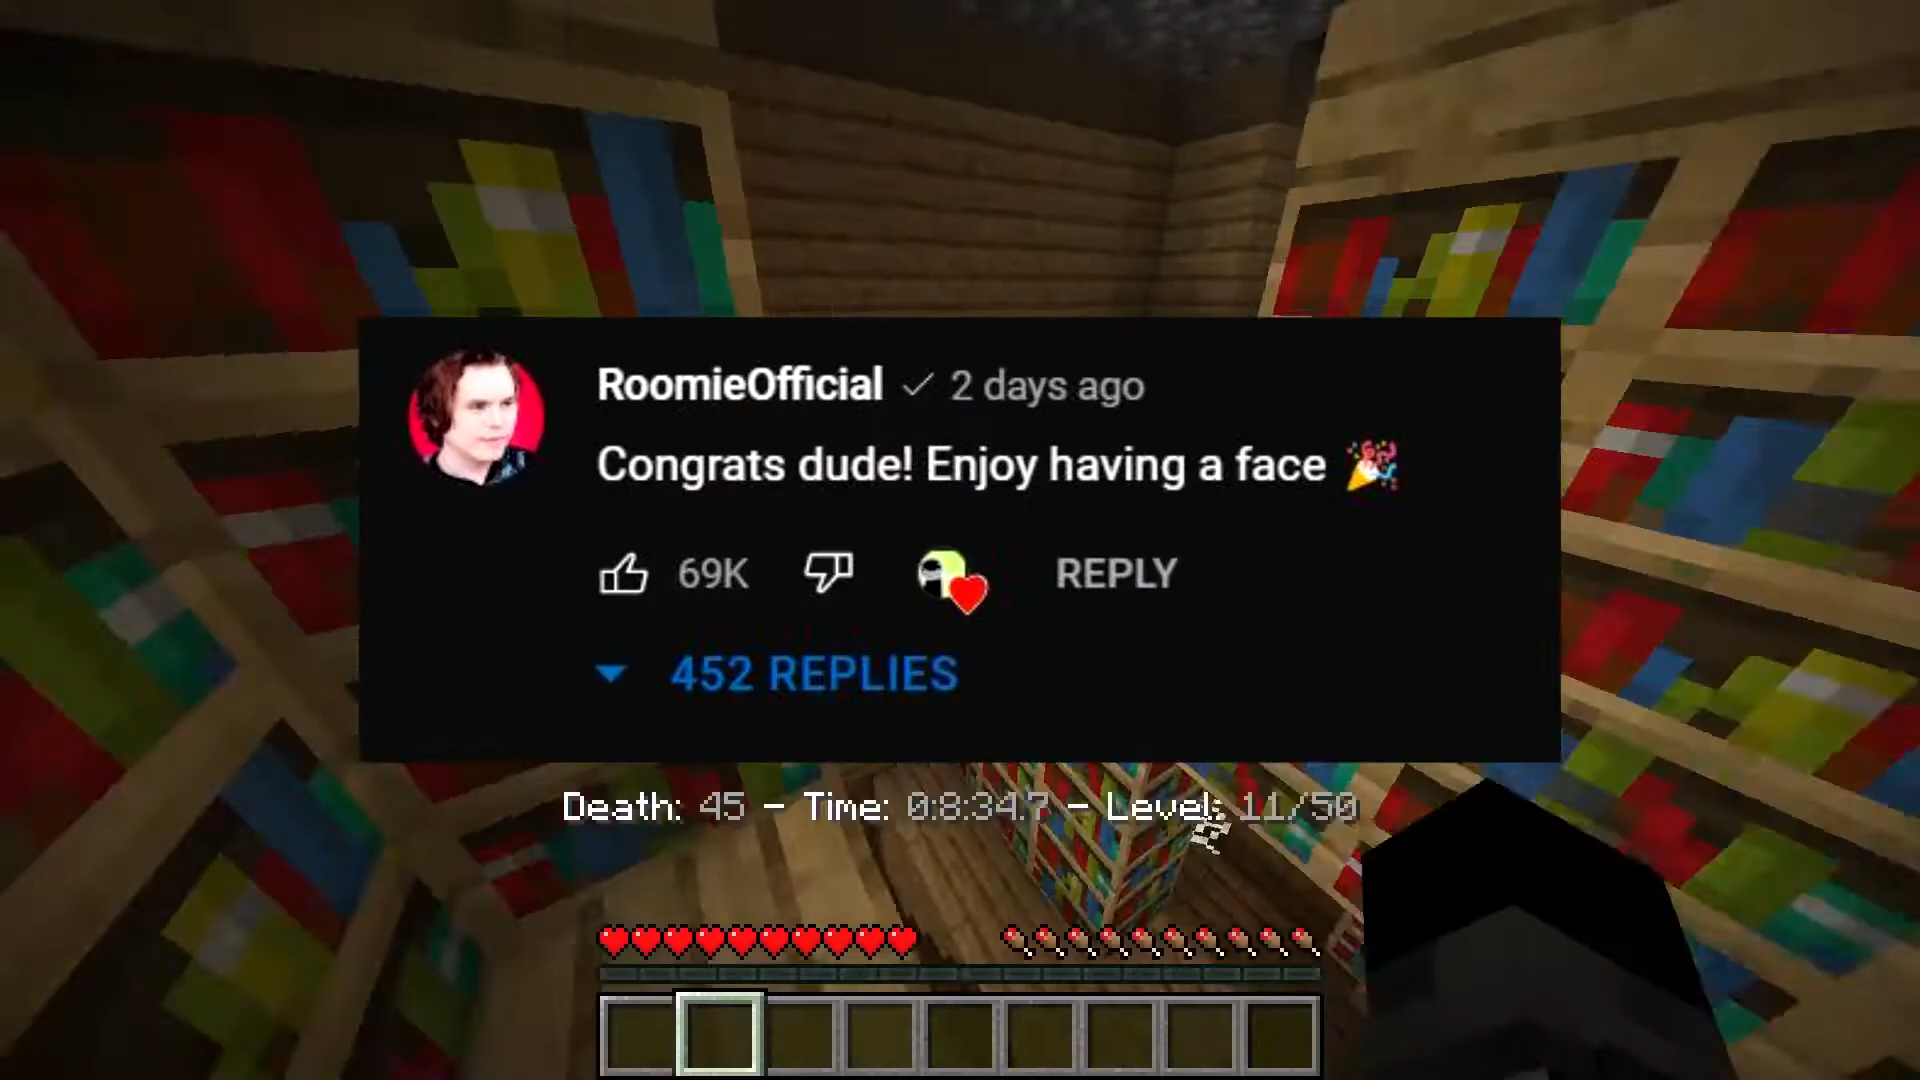 RoomieOfficial ✓ 2 days ago
Congrats dude! Enjoy having a face 🎉
69K REPLY
452 REPLIES
Death: 45 - Time: 0:8:34.7 - Level: 11/50